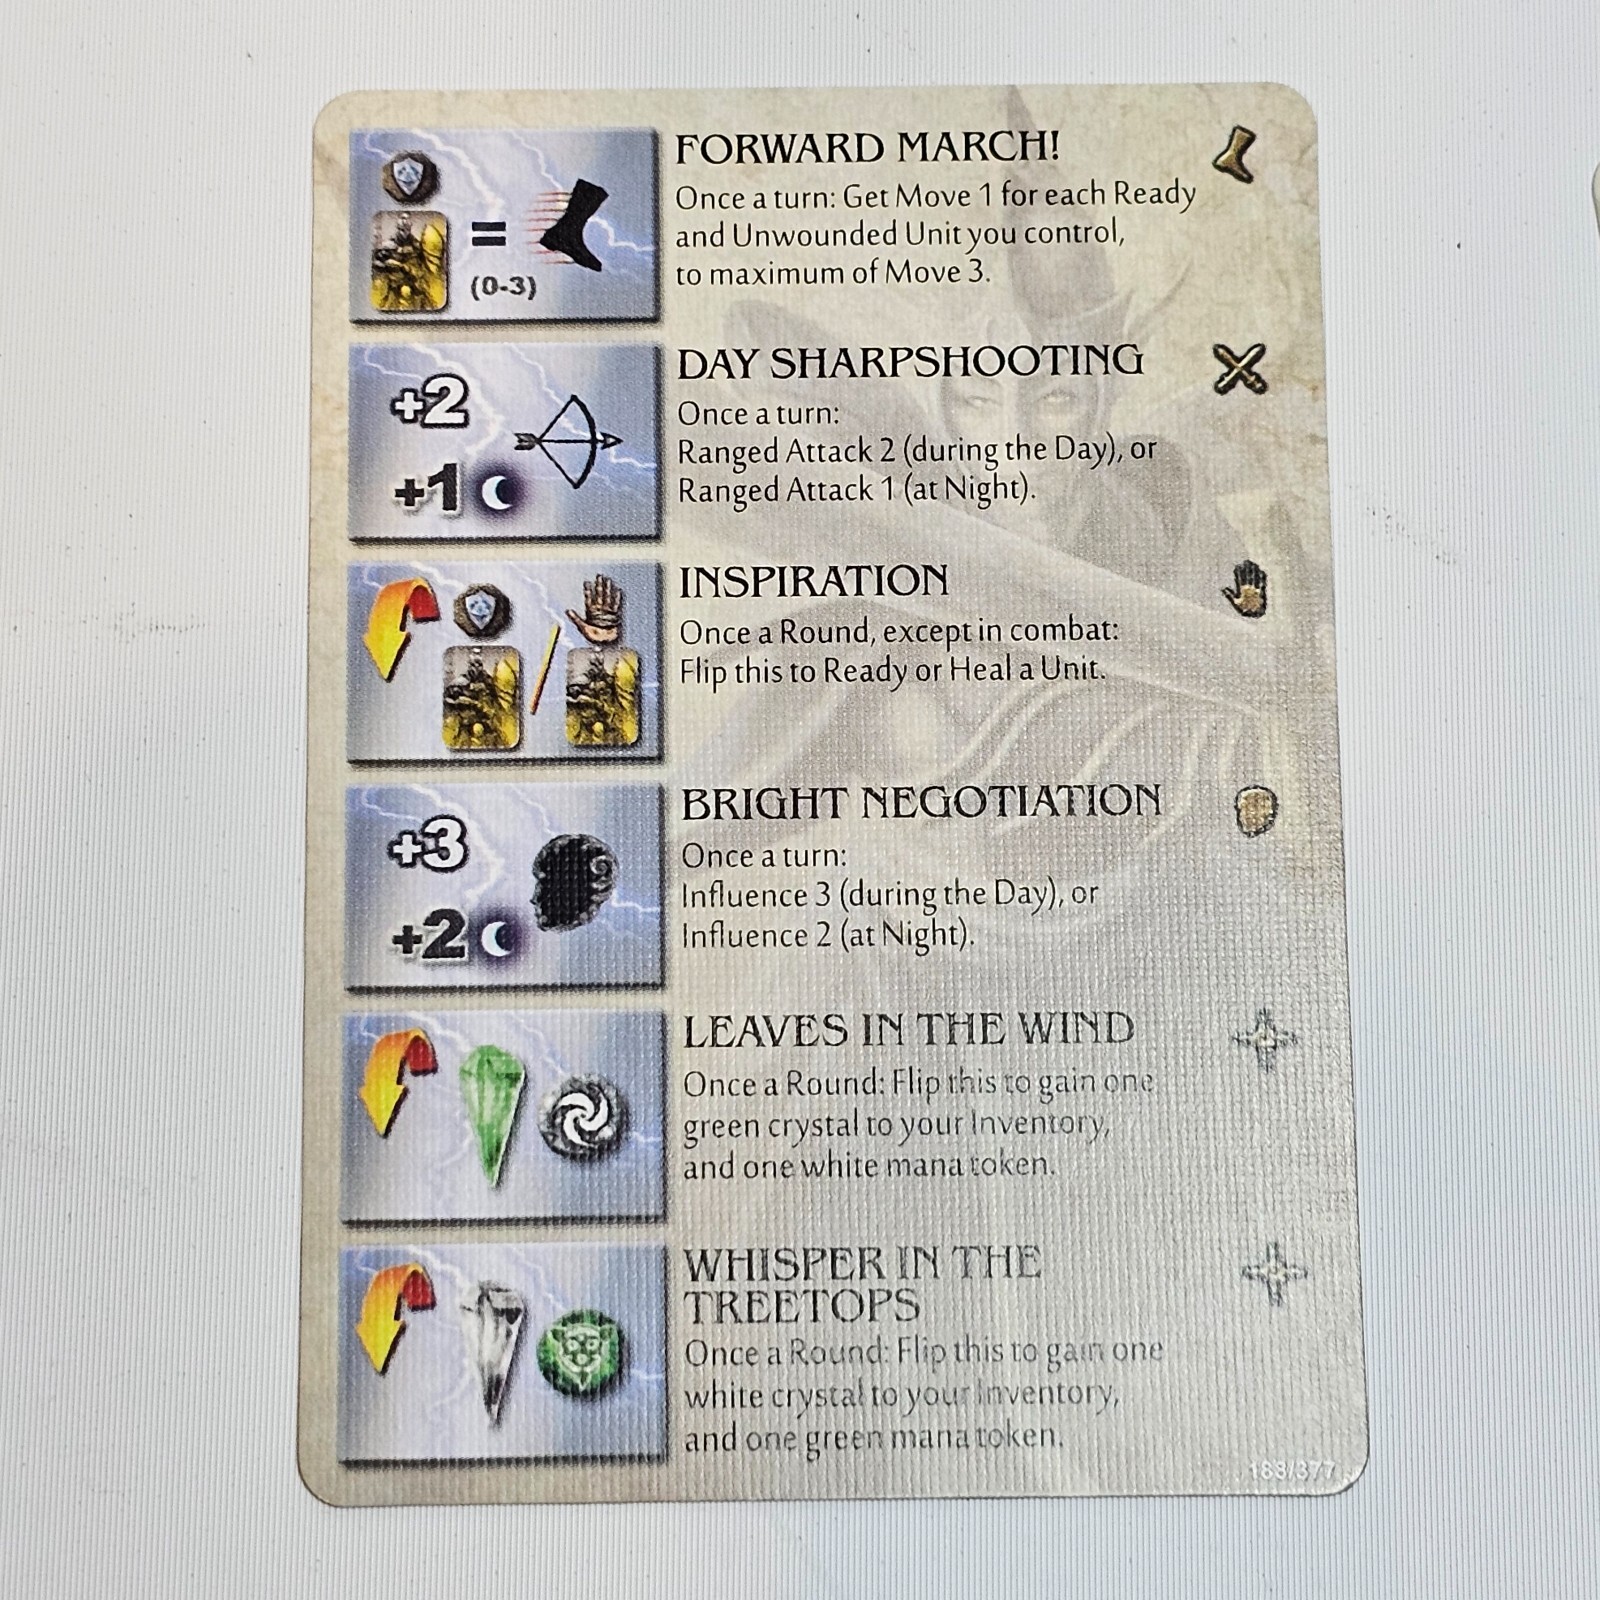 FORWARD MARCH!
Once a turn: Get Move 1 for each Ready
and Unwounded Unit you control,
to maximum of Move 3.
=
(0-3)
DAY SHARPSHOOTING
Once a turn:
Ranged Attack 2 (during the Day), or
Ranged Attack 1 (at Night).
+2
+1
INSPIRATION
Once a Round, except in combat:
Flip this to Ready or Heal a Unit.
BRIGHT NEGOTIATION
Once a turn:
Influence 3 (during the Day), or
Influence 2 (at Night).
+3
+2
LEAVES IN THE WIND
Once a Round: Flip this to gain one
green crystal to your Inventory,
and one white mana token.
WHISPER IN THE
TREETOPS
Once a Round: Flip this to gain one
white crystal to your Inventory,
and one green mana token.
188/377